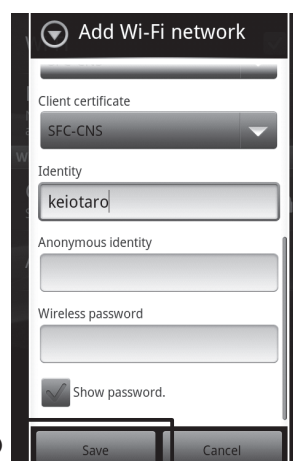 Add Wi-Fi network
Client certificate
SFC-CNS
Identity
keiotaro
Anonymous identity
Wireless password
Show password.
Save
Cancel